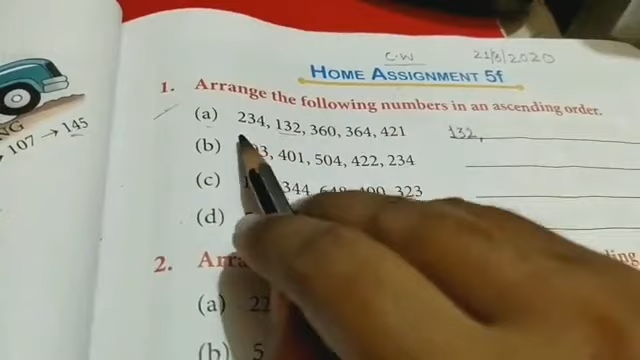 C.W 21/8/2020
HOME ASSIGNMENT 5f
1. Arrange the following numbers in an ascending order.
(a) 234, 132, 360, 364, 421 132,
(b) 401, 504, 422, 234
107 → 145
(c) 344, 323
(d)
2.
(a) 22
(b) 5